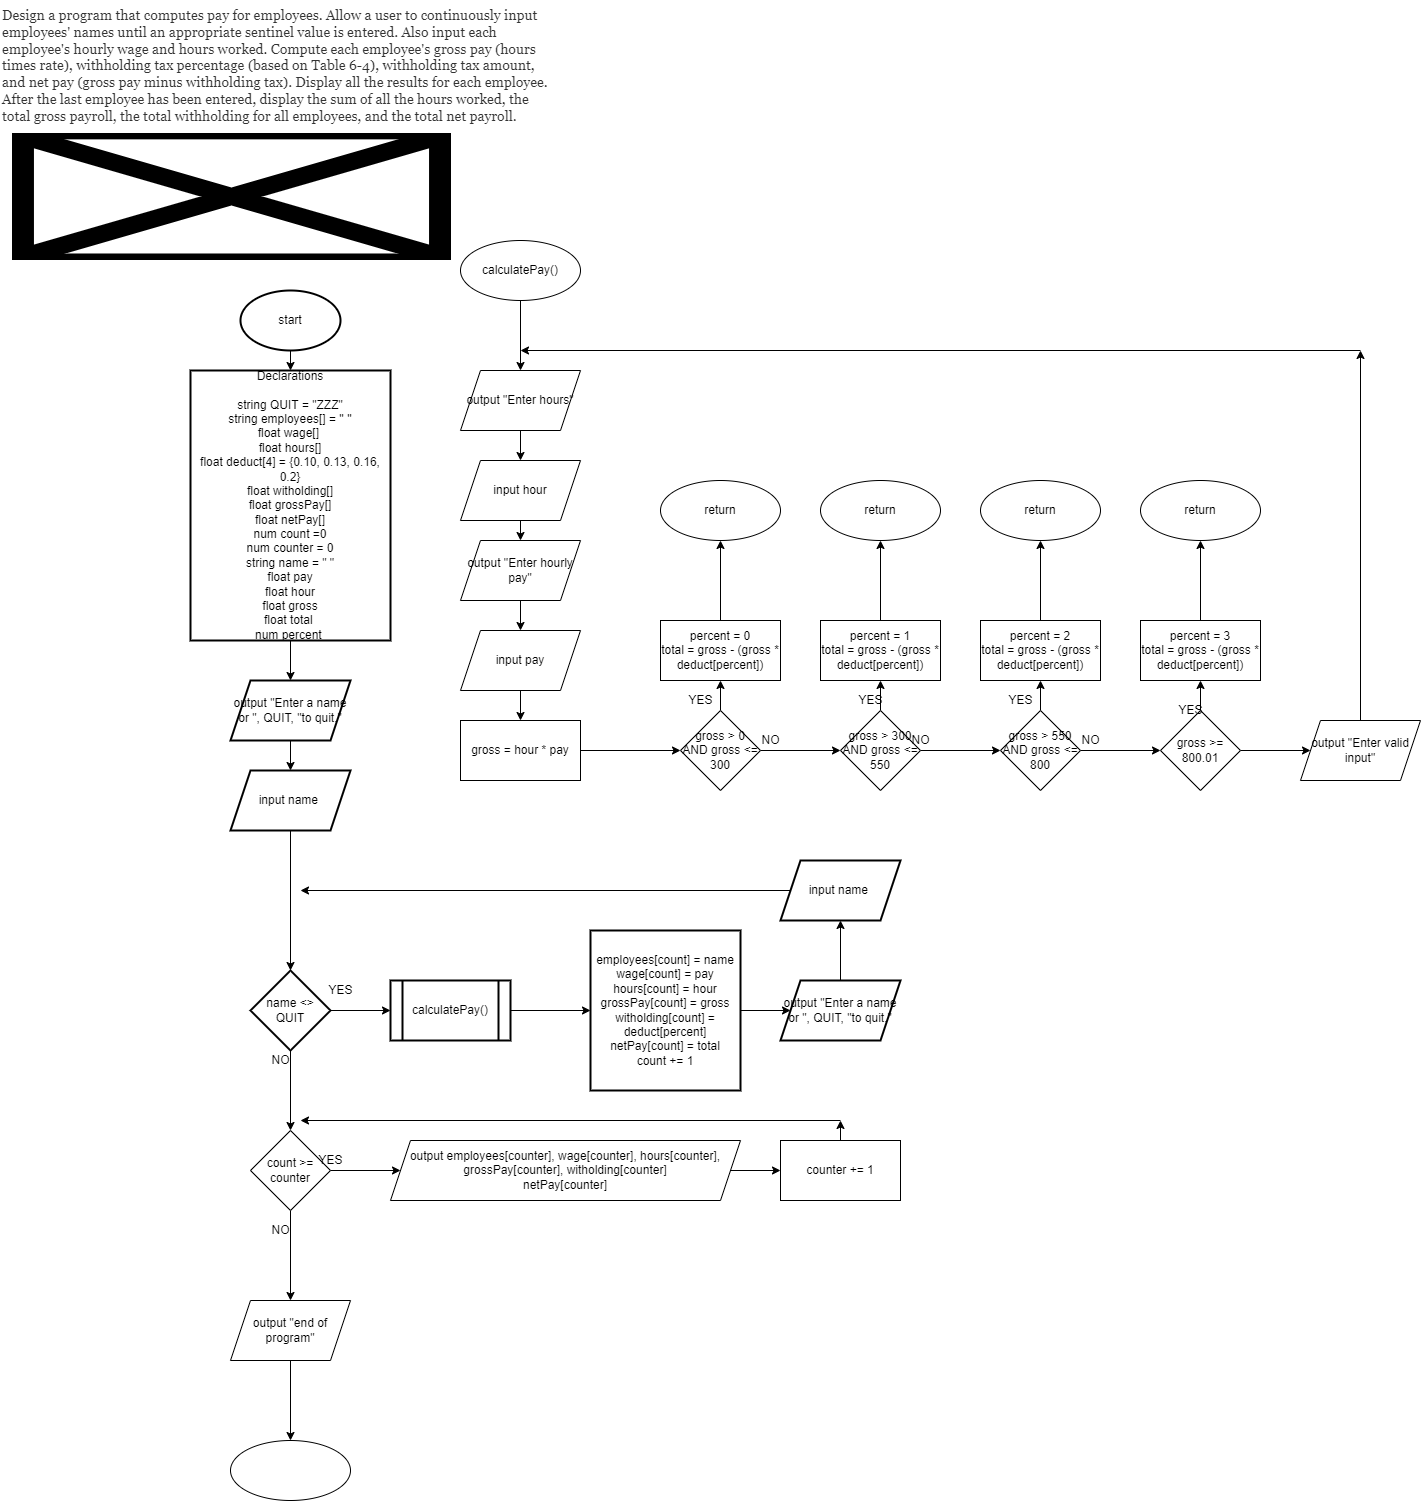 Design a program that computes pay for employees. Allow a user to continuously input
employees' names until an appropriate sentinel value is entered. Also input each
employee's hourly wage and hours worked. Compute each employee's gross pay (hours
times rate), withholding tax percentage (based on Table 6-4), withholding tax amount,
and net pay (gross pay minus withholding tax). Display all the results for each employee.
After the last employee has been entered, display the sum of all the hours worked, the
total gross payroll, the total withholding for all employees, and the total net payroll.
start
Declarations
string QUIT = "ZZZ"
string employees[] = " "
float wage[]
float hours[]
float deduct[4] = {0.10, 0.13, 0.16,
0.2}
float witholding[]
float grossPay[]
float netPay[]
num count =0
num counter = 0
string name = " "
float pay
float hour
float gross
float total
num percent
output "Enter a name
or ", QUIT, "to quit."
input name
calculatePay()
output "Enter hours"
input hour
output "Enter hourly
pay"
input pay
gross = hour * pay
gross > 0
AND gross <=
300
YES
NO
percent = 0
total = gross - (gross *
deduct[percent])
return
gross > 300
AND gross <=
550
YES
NO
percent = 1
total = gross - (gross *
deduct[percent])
return
gross > 550
AND gross <=
800
YES
NO
percent = 2
total = gross - (gross *
deduct[percent])
return
gross >=
800.01
YES
percent = 3
total = gross - (gross *
deduct[percent])
return
output "Enter valid
input"
name <>
QUIT
YES
NO
calculatePay()
employees[count] = name
wage[count] = pay
hours[count] = hour
grossPay[count] = gross
witholding[count] =
deduct[percent]
netPay[count] = total
count += 1
output "Enter a name
or ", QUIT, "to quit."
input name
count >=
counter
YES
NO
output employees[counter], wage[counter], hours[counter],
grossPay[counter], witholding[counter]
netPay[counter]
counter += 1
output "end of
program"